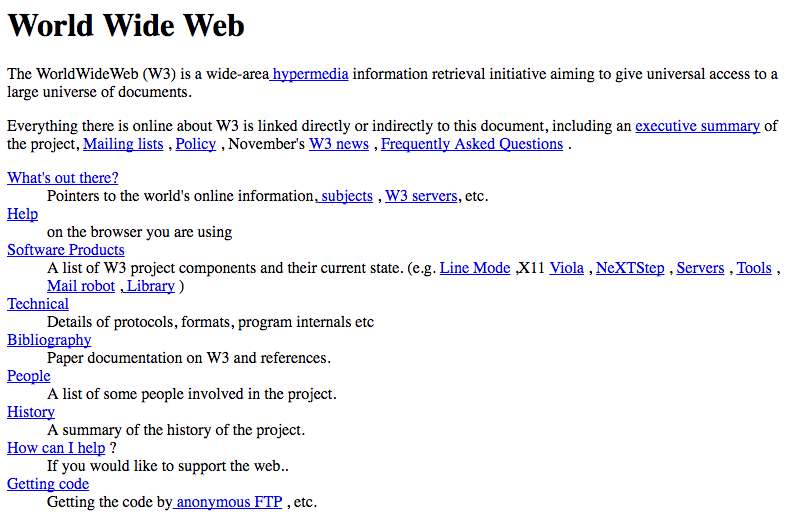 World Wide Web
The WorldWideWeb (W3) is a wide-area hypermedia information retrieval initiative aiming to give universal access to a
large universe of documents.
Everything there is online about W3 is linked directly or indirectly to this document, including an executive summary of
the project, Mailing lists , Policy , November's W3 news , Frequently Asked Questions .
What's out there?
Pointers to the world's online information, subjects , W3 servers, etc.
Help
on the browser you are using
Software Products
A list of W3 project components and their current state. (e.g. Line Mode ,X11 Viola , NeXTStep , Servers , Tools ,
Mail robot , Library )
Technical
Details of protocols, formats, program internals etc
Bibliography
Paper documentation on W3 and references.
People
A list of some people involved in the project.
History
A summary of the history of the project.
How can I help ?
If you would like to support the web..
Getting code
Getting the code by anonymous FTP , etc.